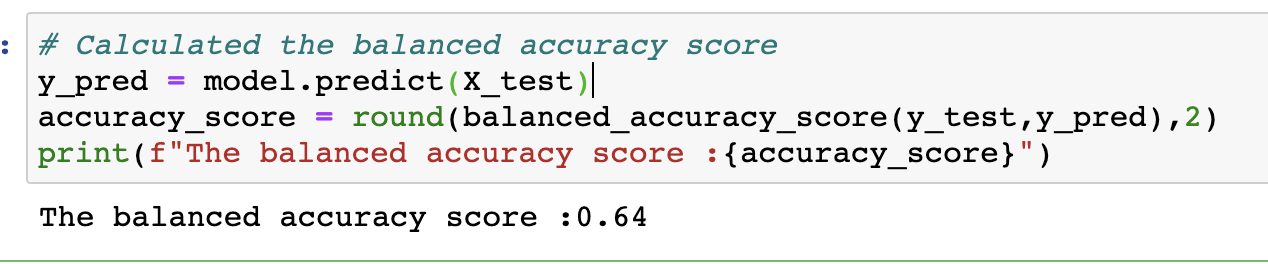 :
# Calculated the balanced accuracy score
y_pred = model.predict(X_test)
accuracy_score = round(balanced_accuracy_score(y_test,y_pred),2)
print(f"The balanced accuracy score :{accuracy_score}")
The balanced accuracy score :0.64